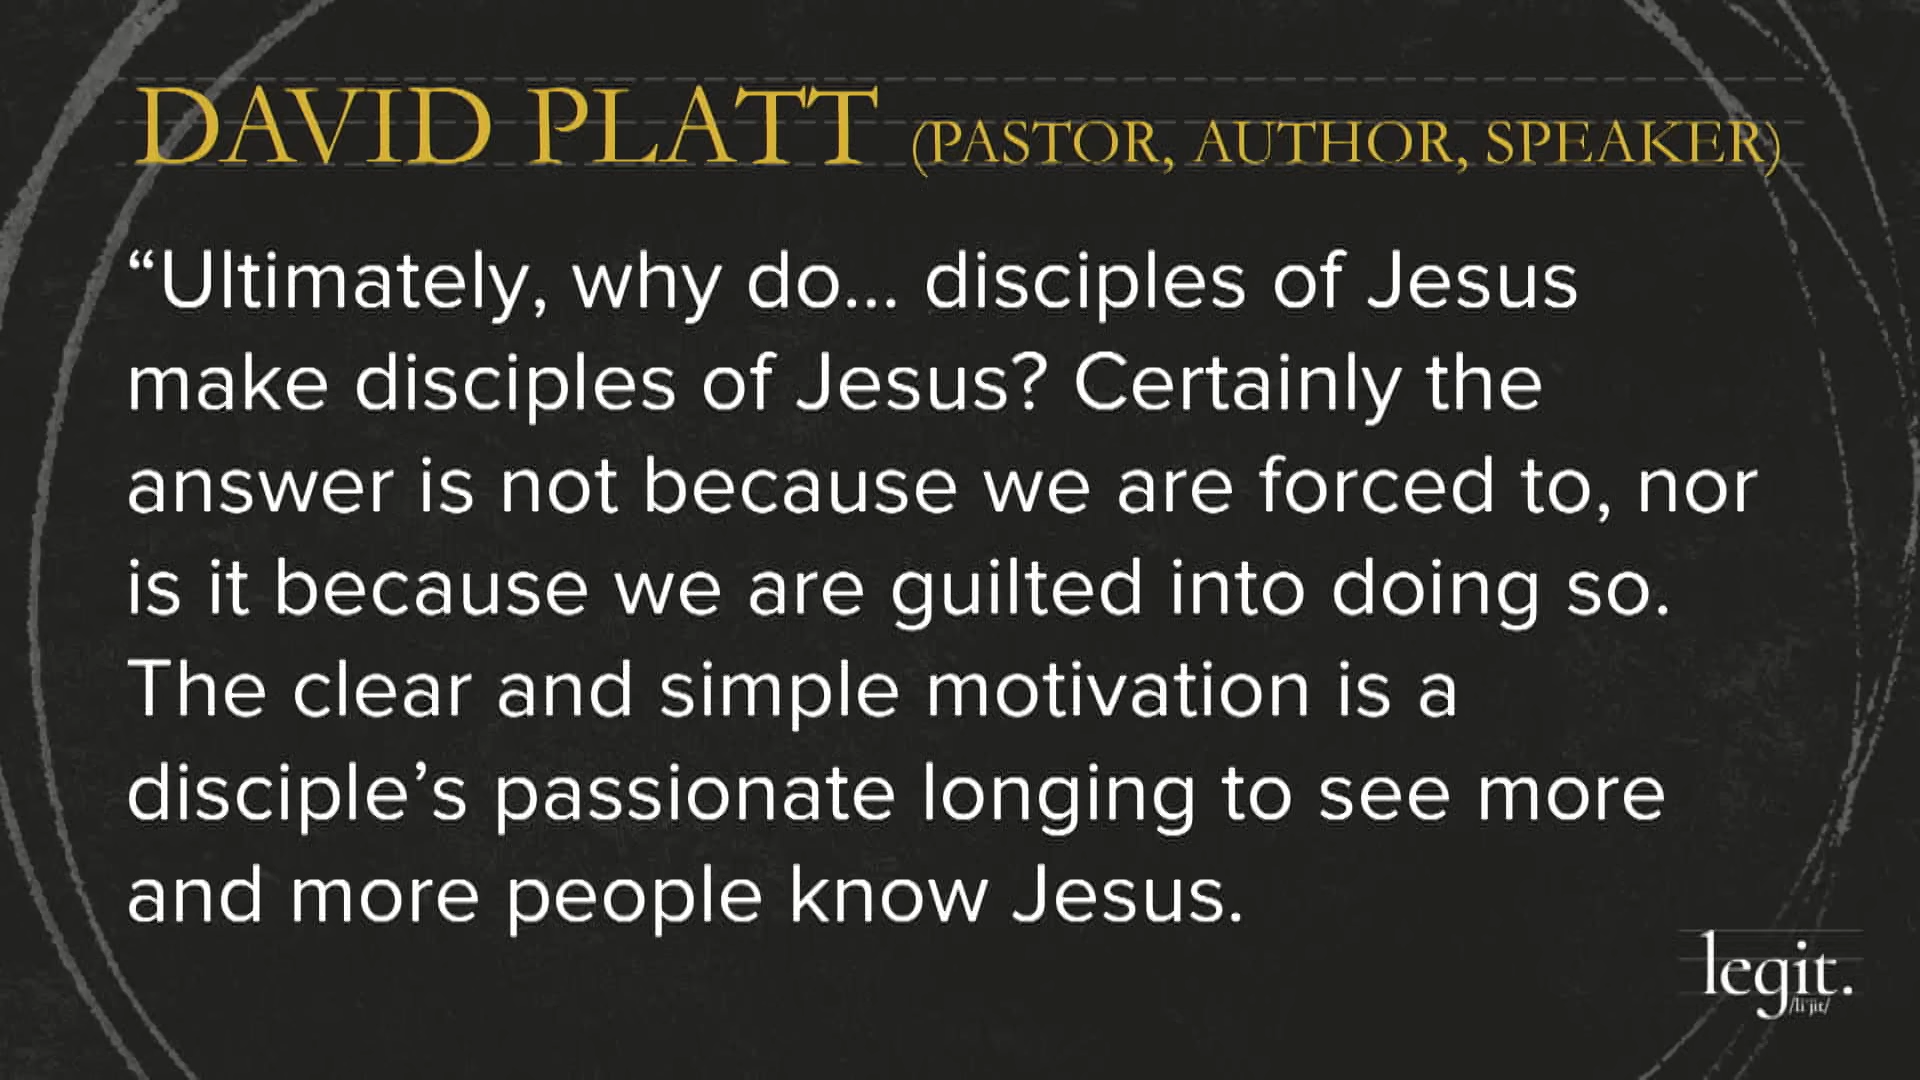 DAVID PLATT (PASTOR, AUTHOR, SPEAKER)
“Ultimately, why do... disciples of Jesus
make disciples of Jesus? Certainly the
answer is not because we are forced to, nor
is it because we are guilted into doing so.
The clear and simple motivation is a
disciple’s passionate longing to see more
and more people know Jesus.
legit.
/li jit/